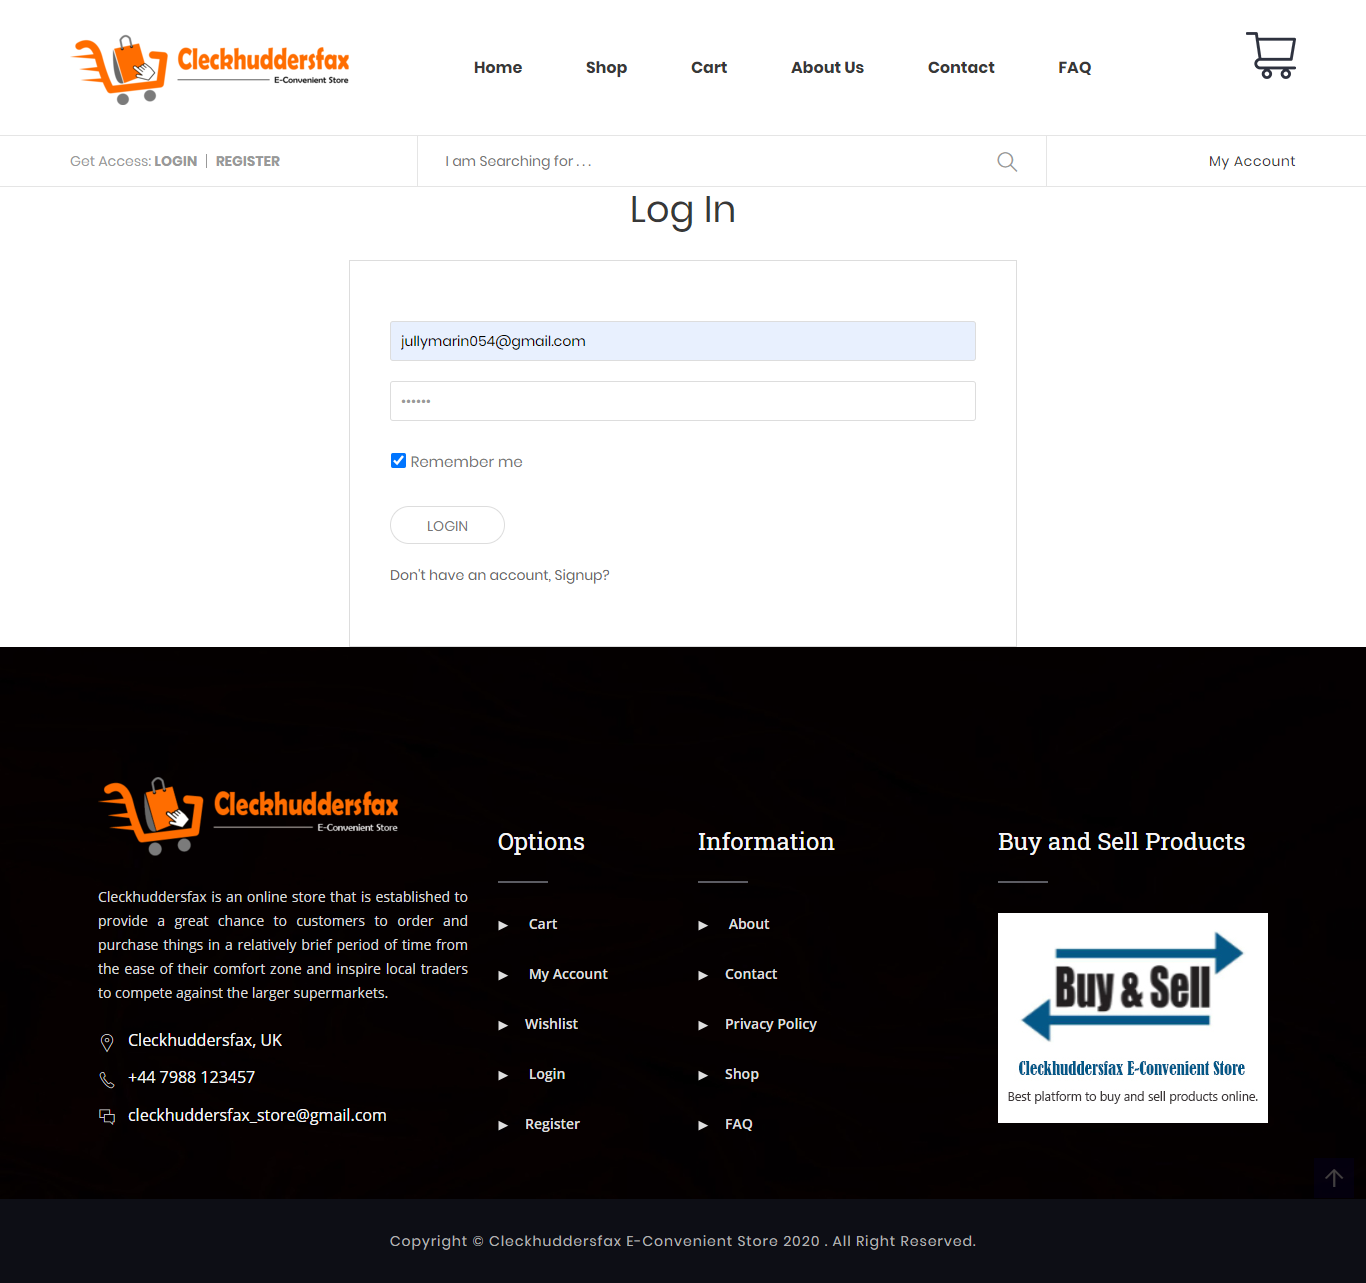 Cleckhuddersfax
E-Convenient Store
Home
Shop
Cart
About Us
Contact
FAQ
Get Access: LOGIN | REGISTER
I am Searching for . . .
My Account
Log In
jullymarin054@gmail.com
••••••
Remember me
LOGIN
Don't have an account, Signup?
Cleckhuddersfax
E-Convenient Store
Cleckhuddersfax is an online store that is established to
provide a great chance to customers to order and
purchase things in a relatively brief period of time from
the ease of their comfort zone and inspire local traders
to compete against the larger supermarkets.
Cleckhuddersfax, UK
+44 7988 123457
cleckhuddersfax_store@gmail.com
Options
Cart
My Account
Wishlist
Login
Register
Information
About
Contact
Privacy Policy
Shop
FAQ
Buy and Sell Products
Buy & Sell
Cleckhuddersfax E-Convenient Store
Best platform to buy and sell products online.
Copyright © Cleckhuddersfax E-Convenient Store 2020 . All Right Reserved.